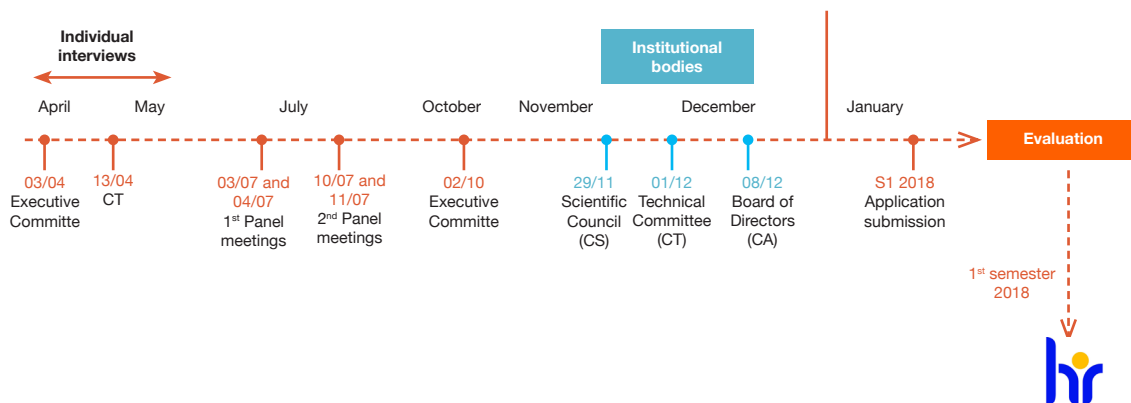 Individual
interviews
Institutional
bodies
April
May
July
October
November
December
January
Evaluation
03/04
Executive
Committe
13/04
CT
03/07 and
04/07
1st Panel
meetings
10/07 and
11/07
2nd Panel
meetings
02/10
Executive
Committe
29/11
Scientific
Council
(CS)
01/12
Technical
Committee
(CT)
08/12
Board of
Directors
(CA)
S1 2018
Application
submission
1st semester
2018
hr